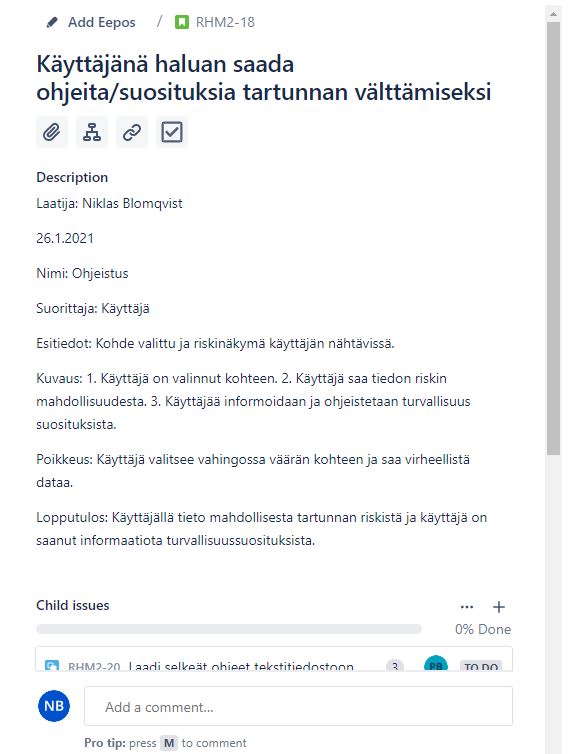 Add Eepos / RHM2-18
Käyttäjänä haluan saada
ohjeita/suosituksia tartunnan välttämiseksi
Description
Laatija: Niklas Blomqvist
26.1.2021
Nimi: Ohjeistus
Suorittaja: Käyttäjä
Esitiedot: Kohde valittu ja riskinäkymä käyttäjän nähtävissä.
Kuvaus: 1. Käyttäjä on valinnut kohteen. 2. Käyttäjä saa tiedon riskin
mahdollisuudesta. 3. Käyttäjää informoidaan ja ohjeistetaan turvallisuus
suosituksista.
Poikkeus: Käyttäjä valitsee vahingossa väärän kohteen ja saa virheellistä
dataa.
Lopputulos: Käyttäjällä tieto mahdollisesta tartunnan riskistä ja käyttäjä on
saanut informaatiota turvallisuussuosituksista.
Child issues
0% Done
RHM2-20 Laadi selkeät ohjeet tekstitiedostoon 3 PB TO DO
NB Add a comment...
Pro tip: press M to comment